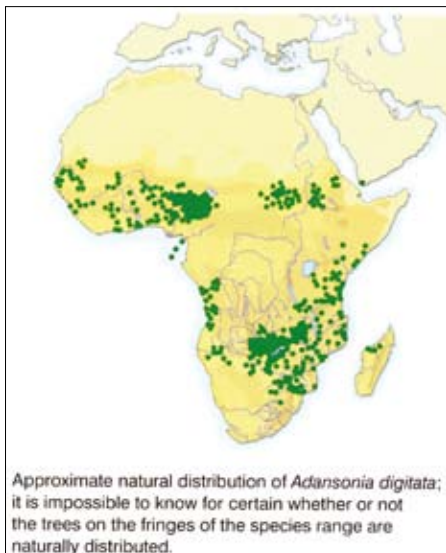 Approximate natural distribution of Adansonia digitata;
it is impossible to know for certain whether or not
the trees on the fringes of the species range are
naturally distributed.